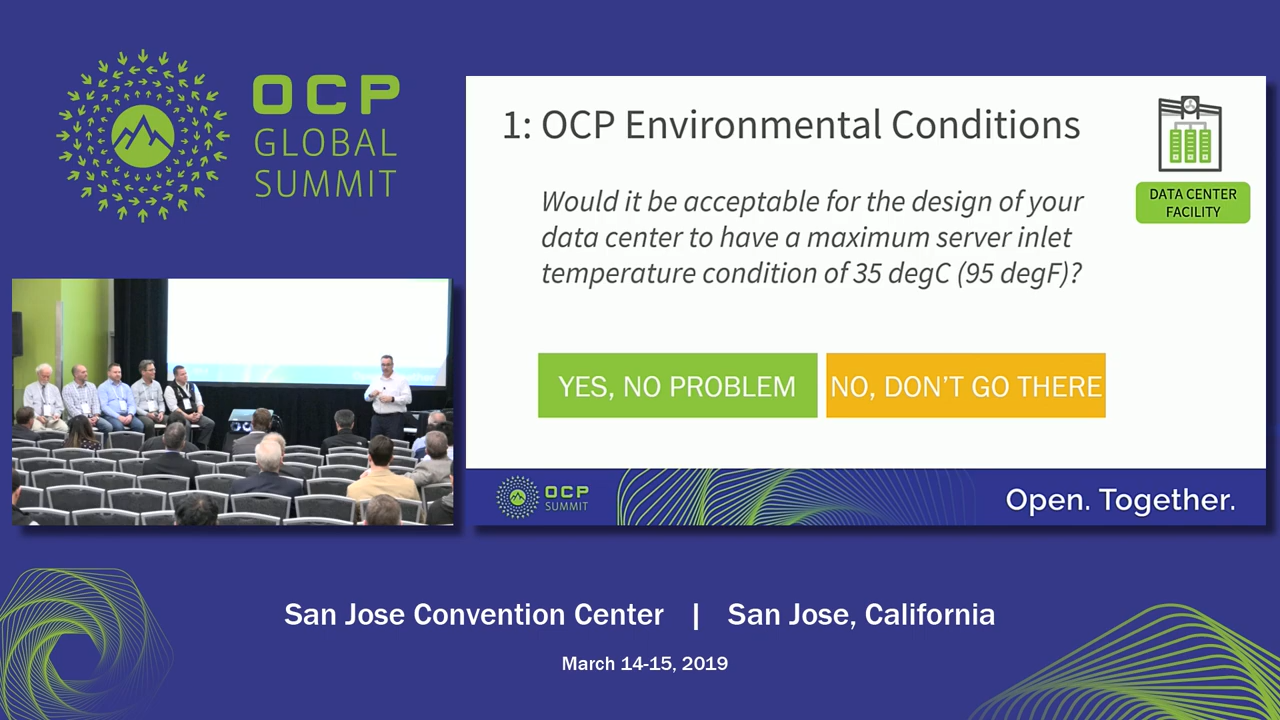 OCP
GLOBAL
SUMMIT
1: OCP Environmental Conditions
DATA CENTER
FACILITY
Would it be acceptable for the design of your
data center to have a maximum server inlet
temperature condition of 35 degC (95 degF)?
YES, NO PROBLEM
NO, DON'T GO THERE
OCP
SUMMIT
Open. Together.
San Jose Convention Center | San Jose, California
March 14-15, 2019